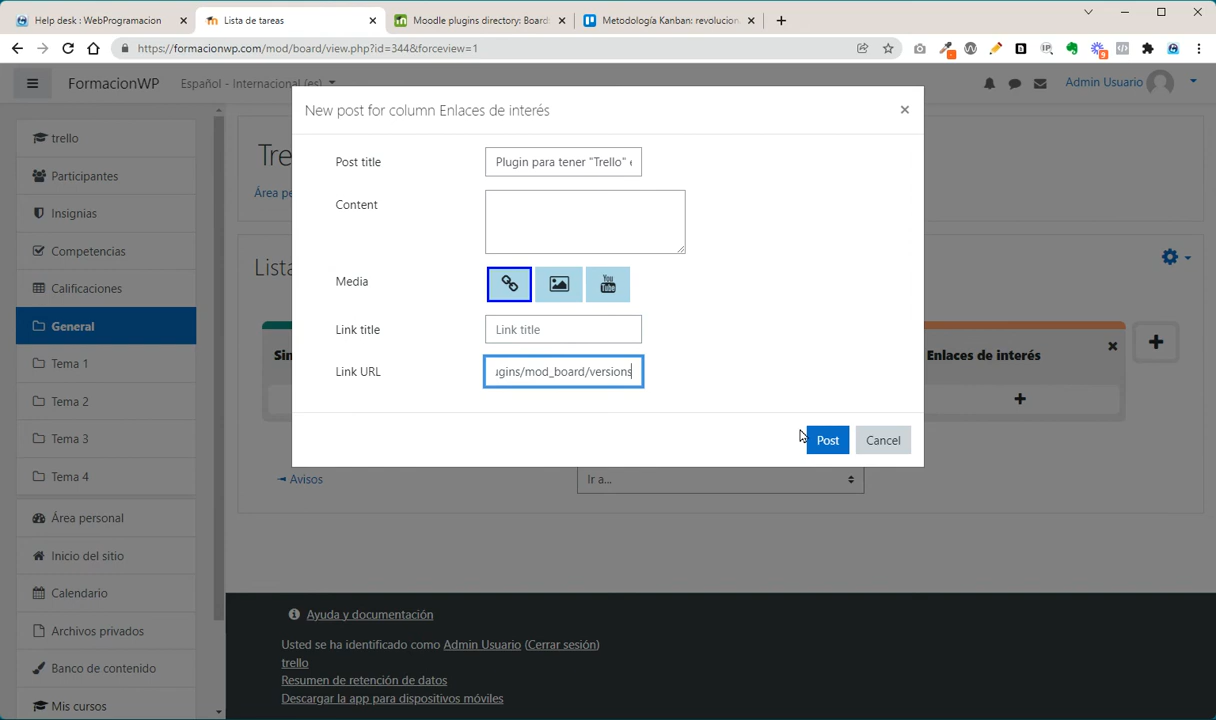 Help desk : WebProgramacion
Lista de tareas
Moodle plugins directory: Board:
Metodología Kanban: revolucion
https://formacionwp.com/mod/board/view.php?id=344&forceview=1
FormacionWP
Español - Internacional (es)
Admin Usuario
trello
Participantes
Insignias
Competencias
Calificaciones
General
Tema 1
Tema 2
Tema 3
Tema 4
Área personal
Inicio del sitio
Calendario
Archivos privados
Banco de contenido
Mis cursos
Tre
Área pe
Lista
Sin
New post for column Enlaces de interés
Post title
Plugin para tener "Trello" e
Content
Media
You
Tube
Link title
Link title
Link URL
ugins/mod_board/versions
Post
Cancel
Enlaces de interés
Avisos
Ir a...
Ayuda y documentación
Usted se ha identificado como Admin Usuario (Cerrar sesión)
trello
Resumen de retención de datos
Descargar la app para dispositivos móviles